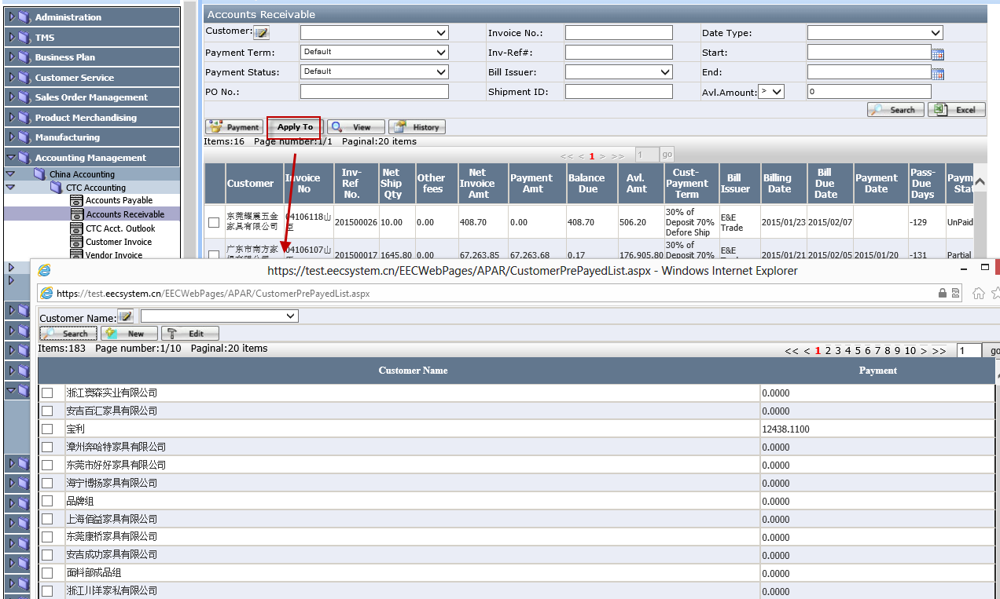 Administration
TMS
Business Plan
Customer Service
Sales Order Management
Product Merchandising
Manufacturing
Accounting Management
China Accounting
CTC Accounting
Accounts Payable
Accounts Receivable
CTC Acct. Outlook
Customer Invoice
Vendor Invoice
Accounts Receivable
Customer: Invoice No.: Date Type:
Payment Term: Default Inv-Ref#: Start:
Payment Status: Default Bill Issuer: End:
PO No.: Shipment ID: Avl.Amount: > 0
Search Excel
Payment Apply To View History
Items:16 Page number:1/1 Paginal:20 items
<< < 1 > >> 1 go
Customer Invoice No Inv-Ref No. Net Ship Qty Other fees Net Invoice Amt Payment Amt Balance Due Avl. Amt Cust-Payment Term Bill Issuer Billing Date Bill Due Date Payment Date Pass-Due Days Paym Stat
东莞耀震五金家具有限公司 04106118山 201500026 10.00 0.00 408.70 0.00 408.70 506.20 30% of Deposit 70% Defore Ship E&E Trade 2015/01/23 2015/02/07 -129 UnPaid
广东市南方家 04106107山 201500017 1645.80 0.00 67,263.85 67,263.68 0.17 176,905.80 30% of Deposit 70% E&E 2015/01/21 2015/02/05 2015/01/20 -131 Partial
https://test.eecsystem.cn/EECWebPages/APAR/CustomerPrePayedList.aspx - Windows Internet Explorer
https://test.eecsystem.cn/EECWebPages/APAR/CustomerPrePayedList.aspx
Customer Name:
Search New Edit
Items:183 Page number:1/10 Paginal:20 items << < 1 2 3 4 5 6 7 8 9 10 > >> 1 go
Customer Name Payment
浙江赛森实业有限公司 0.0000
安吉百汇家具有限公司 0.0000
宝利 12438.1100
漳州奔哈特家具有限公司 0.0000
东莞市好好家具有限公司 0.0000
海宁博扬家具有限公司 0.0000
品牌组 0.0000
上海佰益家具有限公司 0.0000
东莞康桥家具有限公司 0.0000
安吉成功家具有限公司 0.0000
面料部成品组 0.0000
浙江川洋家私有限公司 0.0000